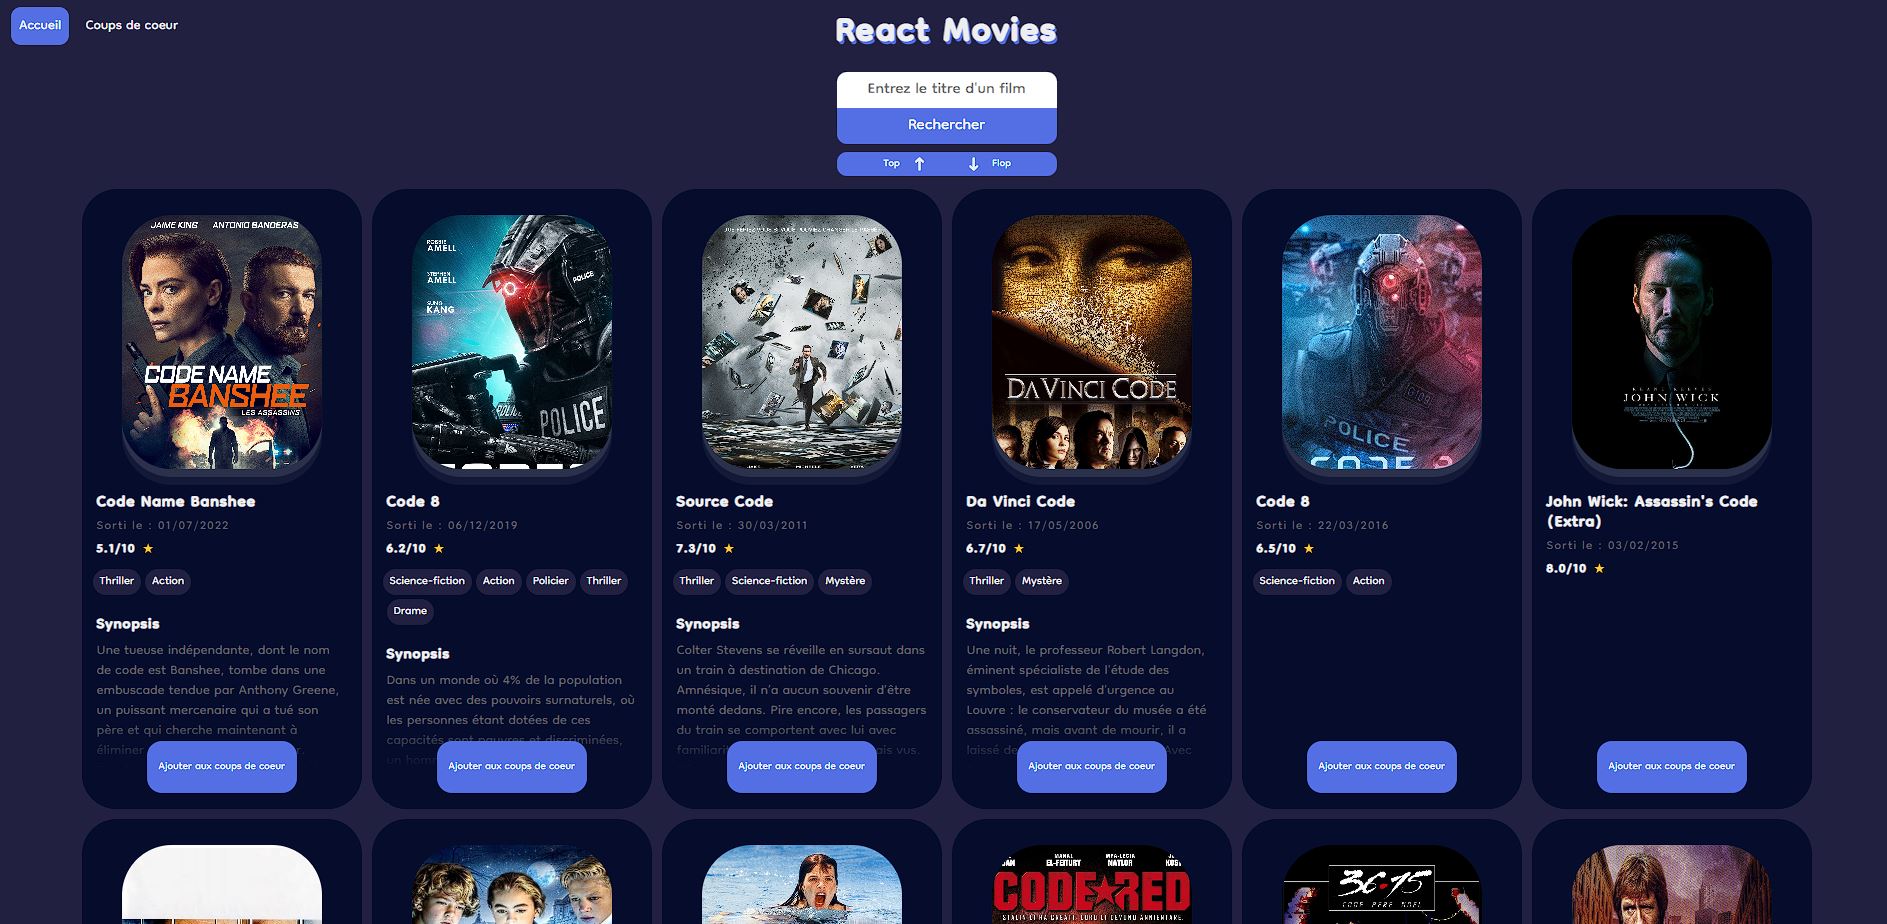 Accueil
Coups de coeur
React Movies
Entrez le titre d'un film
Rechercher
Top
Flop
JAIME KING ANTONIO BANDERAS
CODE NAME
BANSHEE
LES ASSASSINS
Code Name Banshee
Sorti le : 01/07/2022
5.1/10
Thriller
Action
Synopsis
Une tueuse indépendante, dont le nom
de code est Banshee, tombe dans une
embuscade tendue par Anthony Greene,
un puissant mercenaire qui a tué son
père et qui cherche maintenant à
éliminer
Ajouter aux coups de coeur
ROBBIE
AMELL
STEPHEN
AMELL
SUNG
KANG
POLICE
POLICE
Code 8
Sorti le : 06/12/2019
6.2/10
Science-fiction
Action
Policier
Thriller
Drame
Synopsis
Dans un monde où 4% de la population
est née avec des pouvoirs surnaturels, où
les personnes étant dotées de ces
capacités sont pauvres et discriminées,
Ajouter aux coups de coeur
Source Code
Sorti le : 30/03/2011
7.3/10
Thriller
Science-fiction
Mystère
Synopsis
Colter Stevens se réveille en sursaut dans
un train à destination de Chicago.
Amnésique, il n'a aucun souvenir d'être
monté dedans. Pire encore, les passagers
du train se comportent avec lui avec
vus.
Ajouter aux coups de coeur
DA VINCI CODE
Da Vinci Code
Sorti le : 17/05/2006
6.7/10
Thriller
Mystère
Synopsis
Une nuit, le professeur Robert Langdon,
éminent spécialiste de l'étude des
symboles, est appelé d'urgence au
Louvre : le conservateur du musée a été
assassiné, mais avant de mourir, il a
laissé Avec
Ajouter aux coups de coeur
POLICE
Code 8
Sorti le : 22/03/2016
6.5/10
Science-fiction
Action
Ajouter aux coups de coeur
KEANU REEVES
JOHN WICK
John Wick: Assassin's Code
(Extra)
Sorti le : 03/02/2015
8.0/10
Ajouter aux coups de coeur
CODE RED
36.15
CODE PERE NOEL